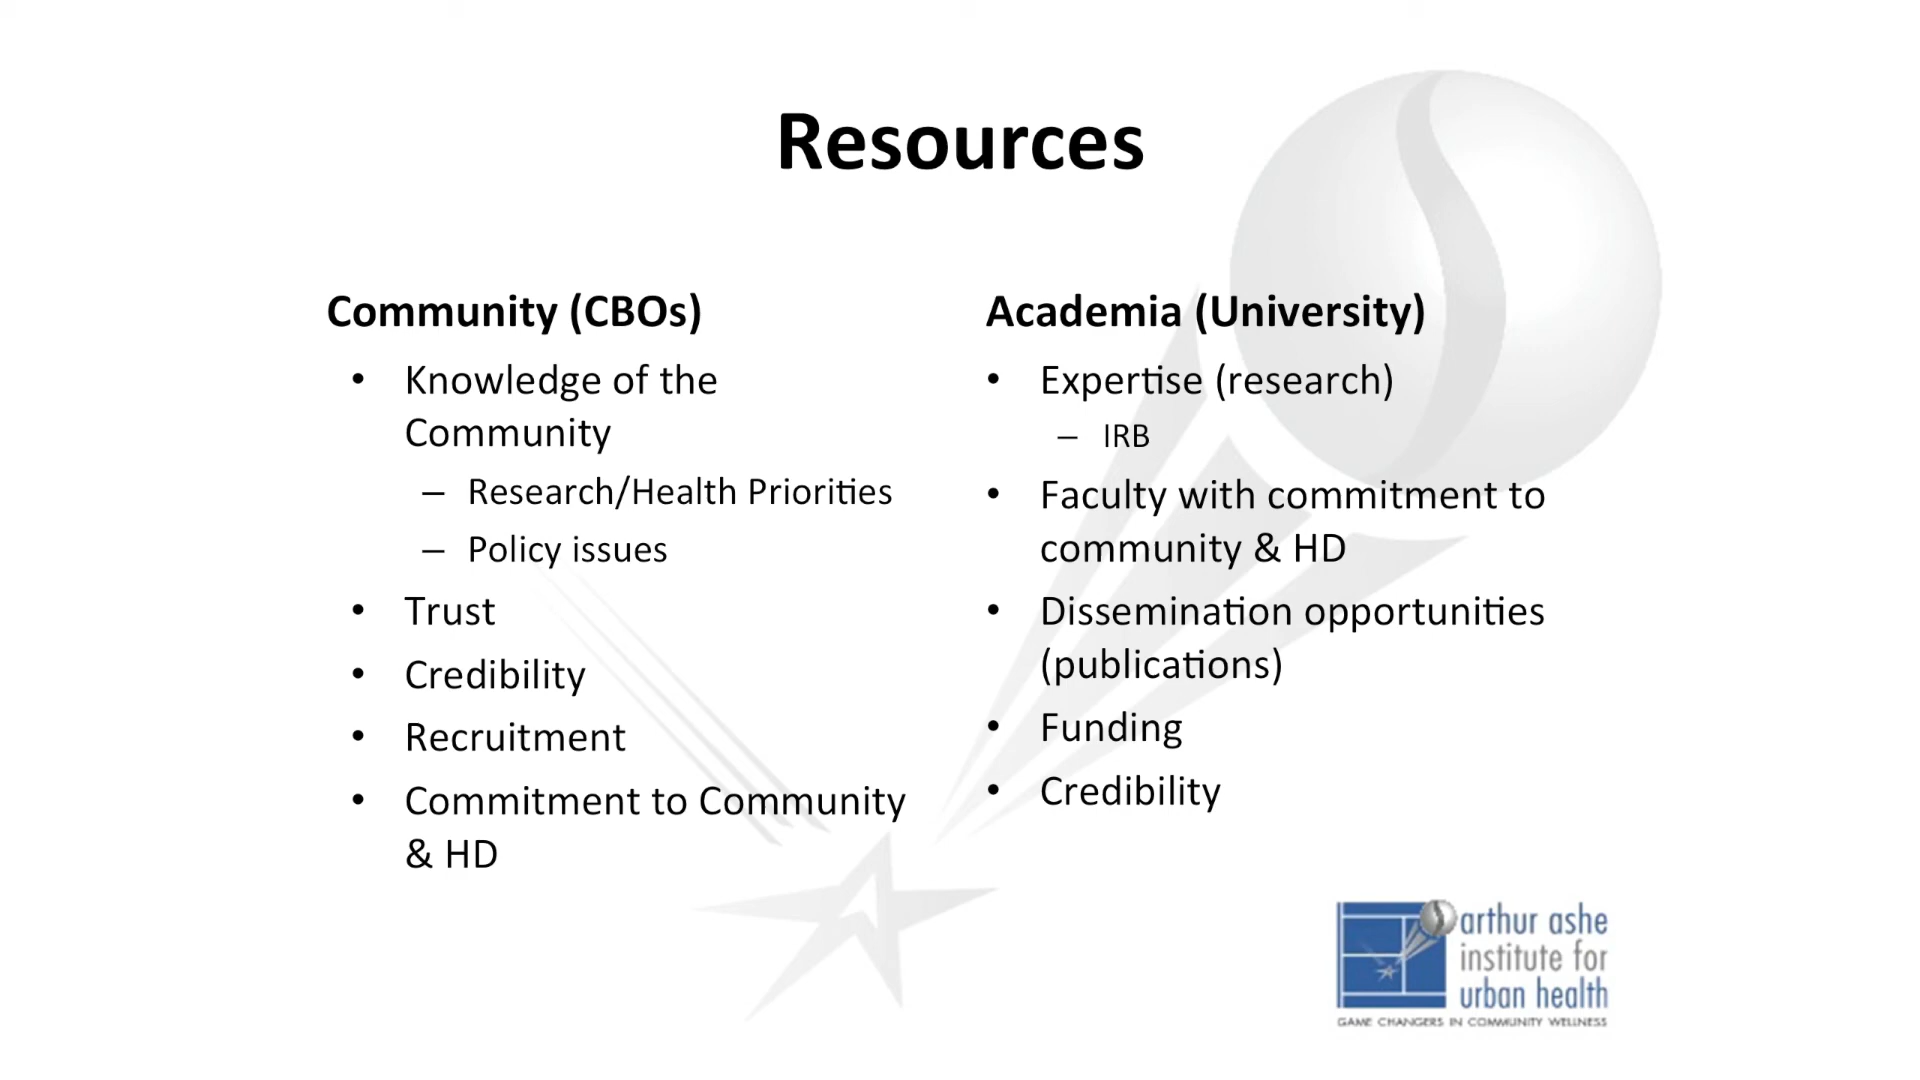 Resources
Community (CBOs)
• Knowledge of the
Community
– Research/Health Priorities
– Policy issues
• Trust
• Credibility
• Recruitment
• Commitment to Community
& HD
Academia (University)
• Expertise (research)
– IRB
• Faculty with commitment to
community & HD
• Dissemination opportunities
(publications)
• Funding
• Credibility
arthur ashe
institute for
urban health
GAME CHANGERS IN COMMUNITY WELLNESS